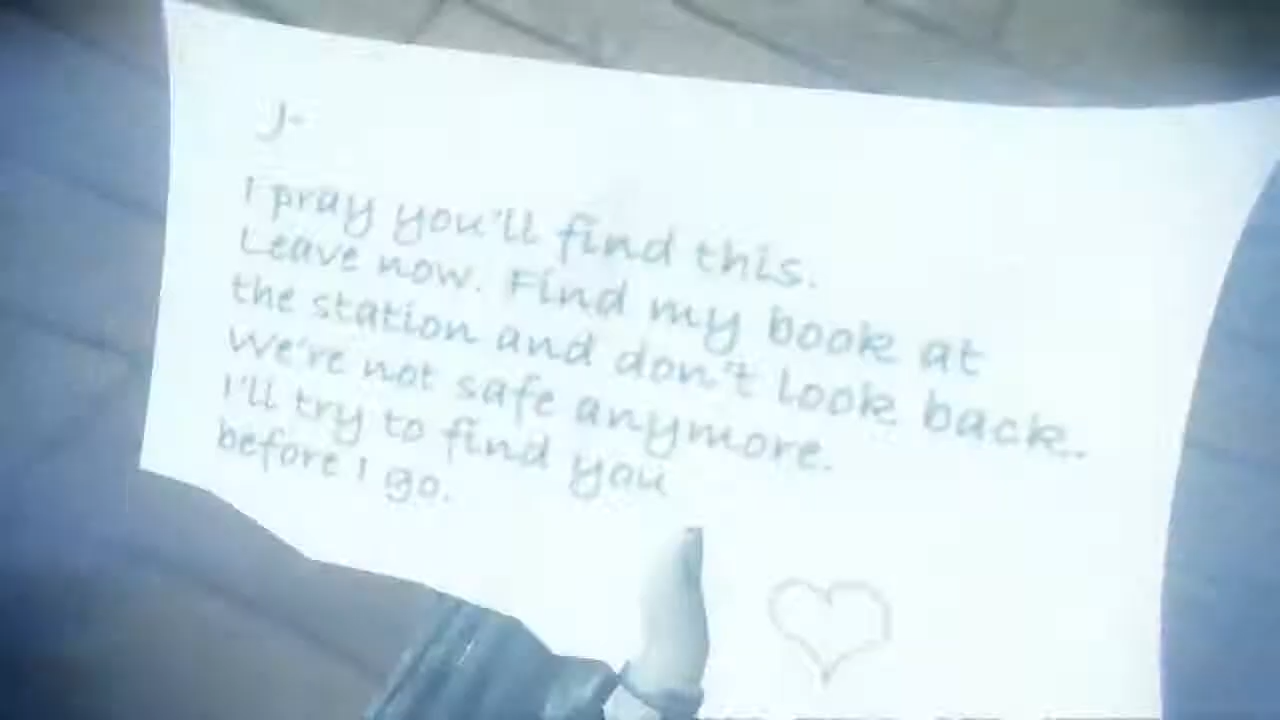 J-
I pray you'll find this.
Leave now. Find my book at
the station and don't look back.
We're not safe anymore.
I'll try to find you
before I go.